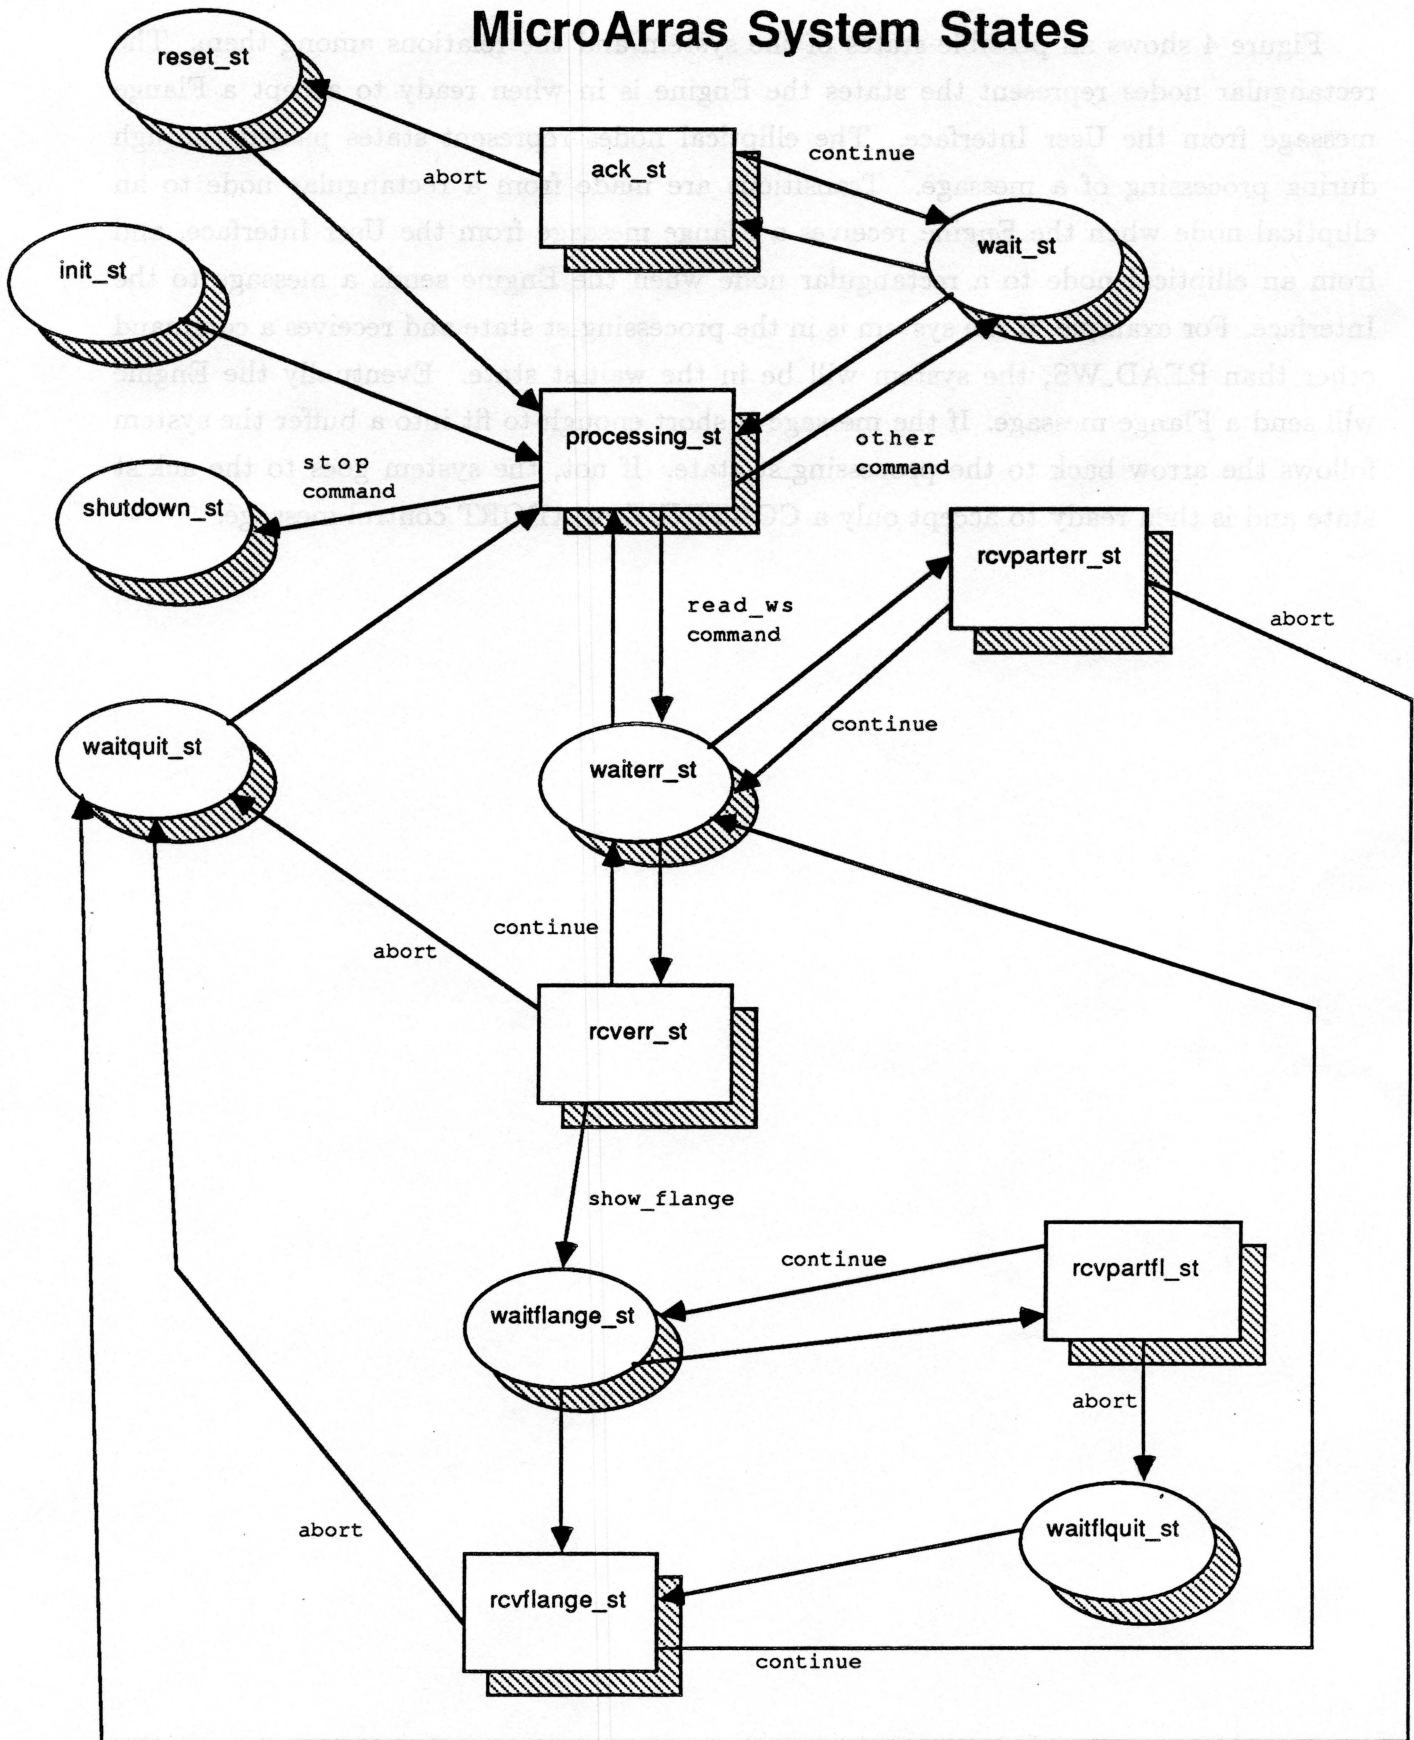 MicroArras System States
reset_st
ack_st
continue
abort
wait_st
init_st
processing_st
other
command
stop
command
shutdown_st
rcvparterr_st
read_ws
command
abort
continue
waitquit_st
waiterr_st
continue
abort
rcverr_st
show_flange
continue
rcvpartfl_st
waitflange_st
abort
abort
waitflquit_st
rcvflange_st
continue